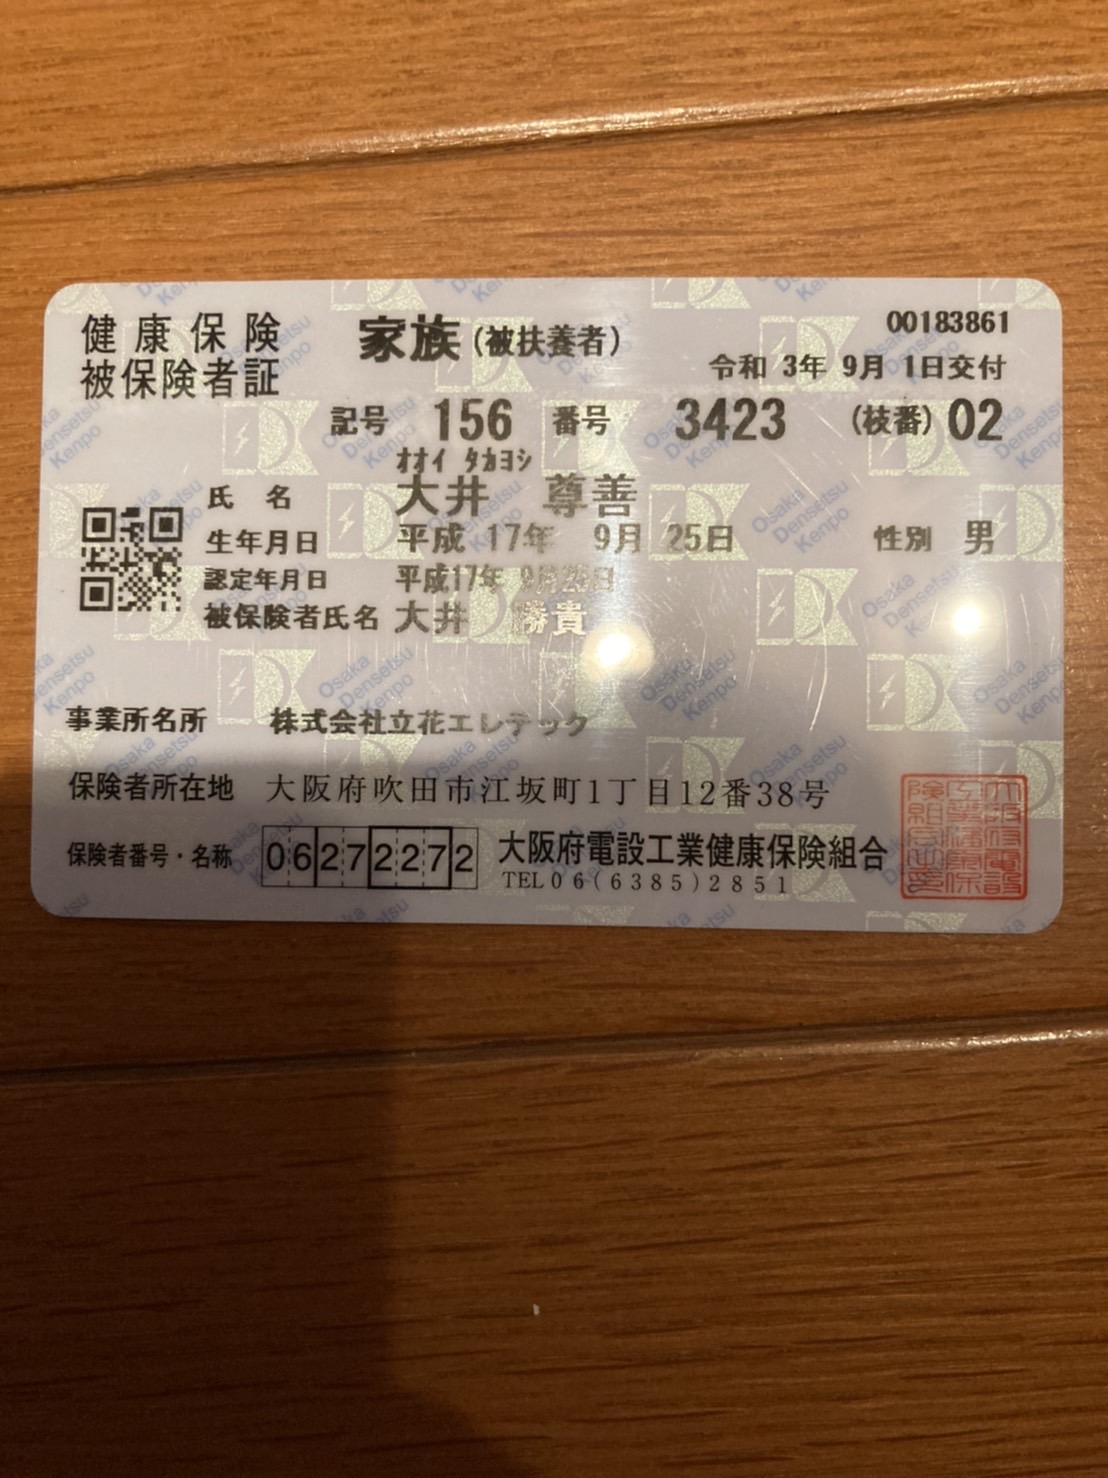 健康保険
被保険者証
家族(被扶養者)
00183861
令和 3年 9月 1日交付
記号 156 番号 3423 (枝番) 02
オオイ タカヨシ
氏名 大井 尊善
生年月日 平成 17年 9月 25日 性別 男
認定年月日 平成17年 9月25日
被保険者氏名 大井 勝貴
事業所名所 株式会社立花エレテック
保険者所在地 大阪府吹田市江坂町1丁目12番38号
保険者番号・名称 06272272 大阪府電設工業健康保険組合
TEL06(6385)2851
Osaka
Densetsu
Kenpo